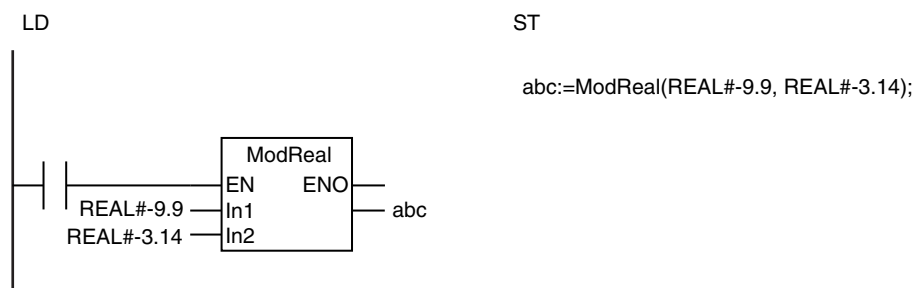 LD
ST
abc:=ModReal(REAL#-9.9, REAL#-3.14);
ModReal
EN ENO
REAL#-9.9 In1 abc
REAL#-3.14 In2